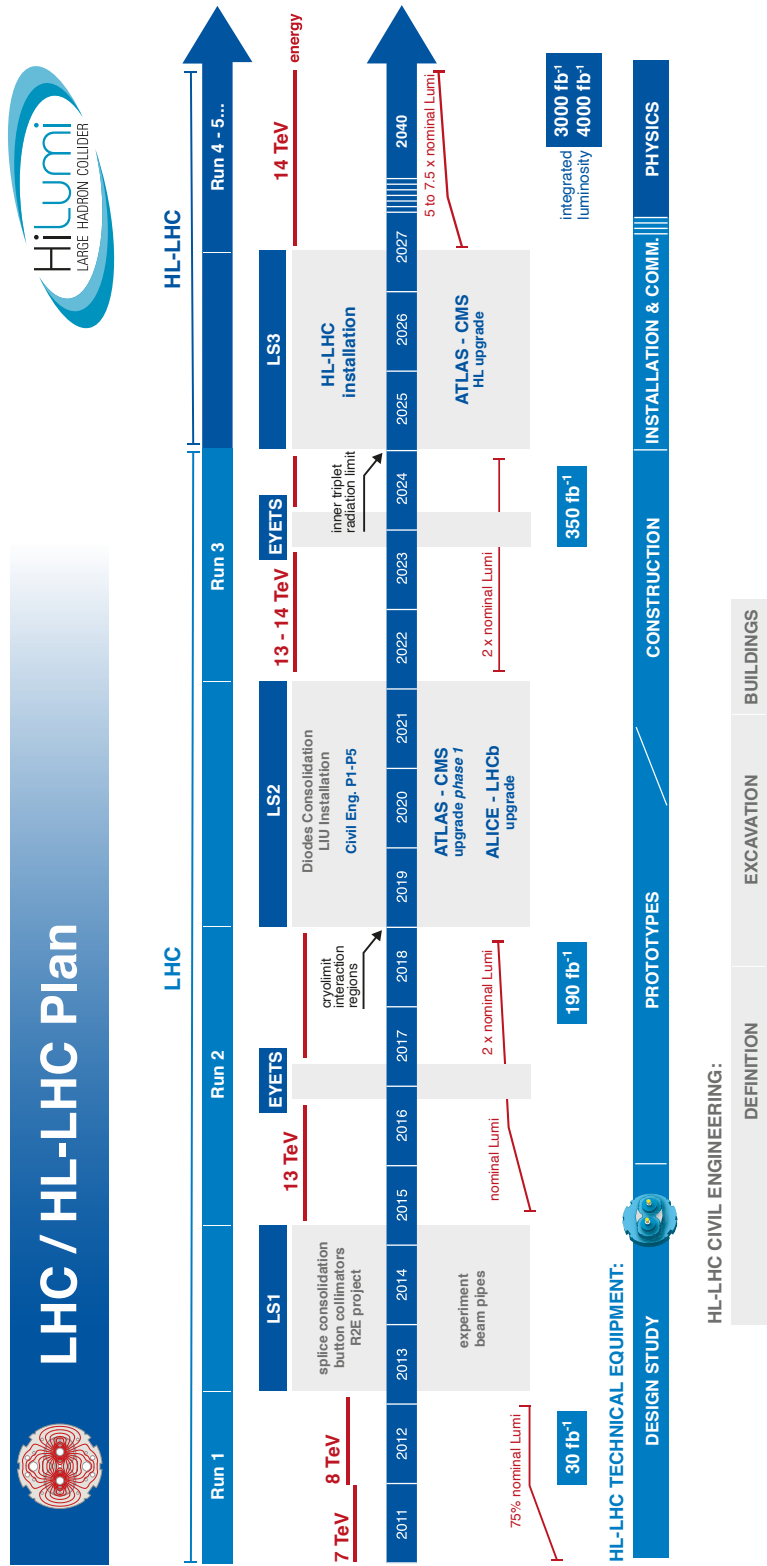 LHC / HL-LHC Plan
HiLumi
LARGE HADRON COLLIDER
LHC
HL-LHC
Run 1
Run 2
Run 3
Run 4 - 5...
LS1
EYETS
LS2
EYETS
LS3
7 TeV
8 TeV
13 TeV
13 - 14 TeV
14 TeV
energy
splice consolidation
button collimators
R2E project
cryolimit
interaction
regions
Diodes Consolidation
LIU Installation
Civil Eng. P1-P5
inner triplet
radiation limit
HL-LHC
installation
2011
2012
2013
2014
2015
2016
2017
2018
2019
2020
2021
2022
2023
2024
2025
2026
2027
2040
75% nominal Lumi
experiment
beam pipes
nominal Lumi
2 x nominal Lumi
ATLAS - CMS
upgrade phase 1
ALICE - LHCb
upgrade
2 x nominal Lumi
ATLAS - CMS
HL upgrade
5 to 7.5 x nominal Lumi
30 fb-1
190 fb-1
350 fb-1
integrated
luminosity
3000 fb-1
4000 fb-1
HL-LHC TECHNICAL EQUIPMENT:
DESIGN STUDY
PROTOTYPES
CONSTRUCTION
INSTALLATION & COMM.
PHYSICS
HL-LHC CIVIL ENGINEERING:
DEFINITION
EXCAVATION
BUILDINGS